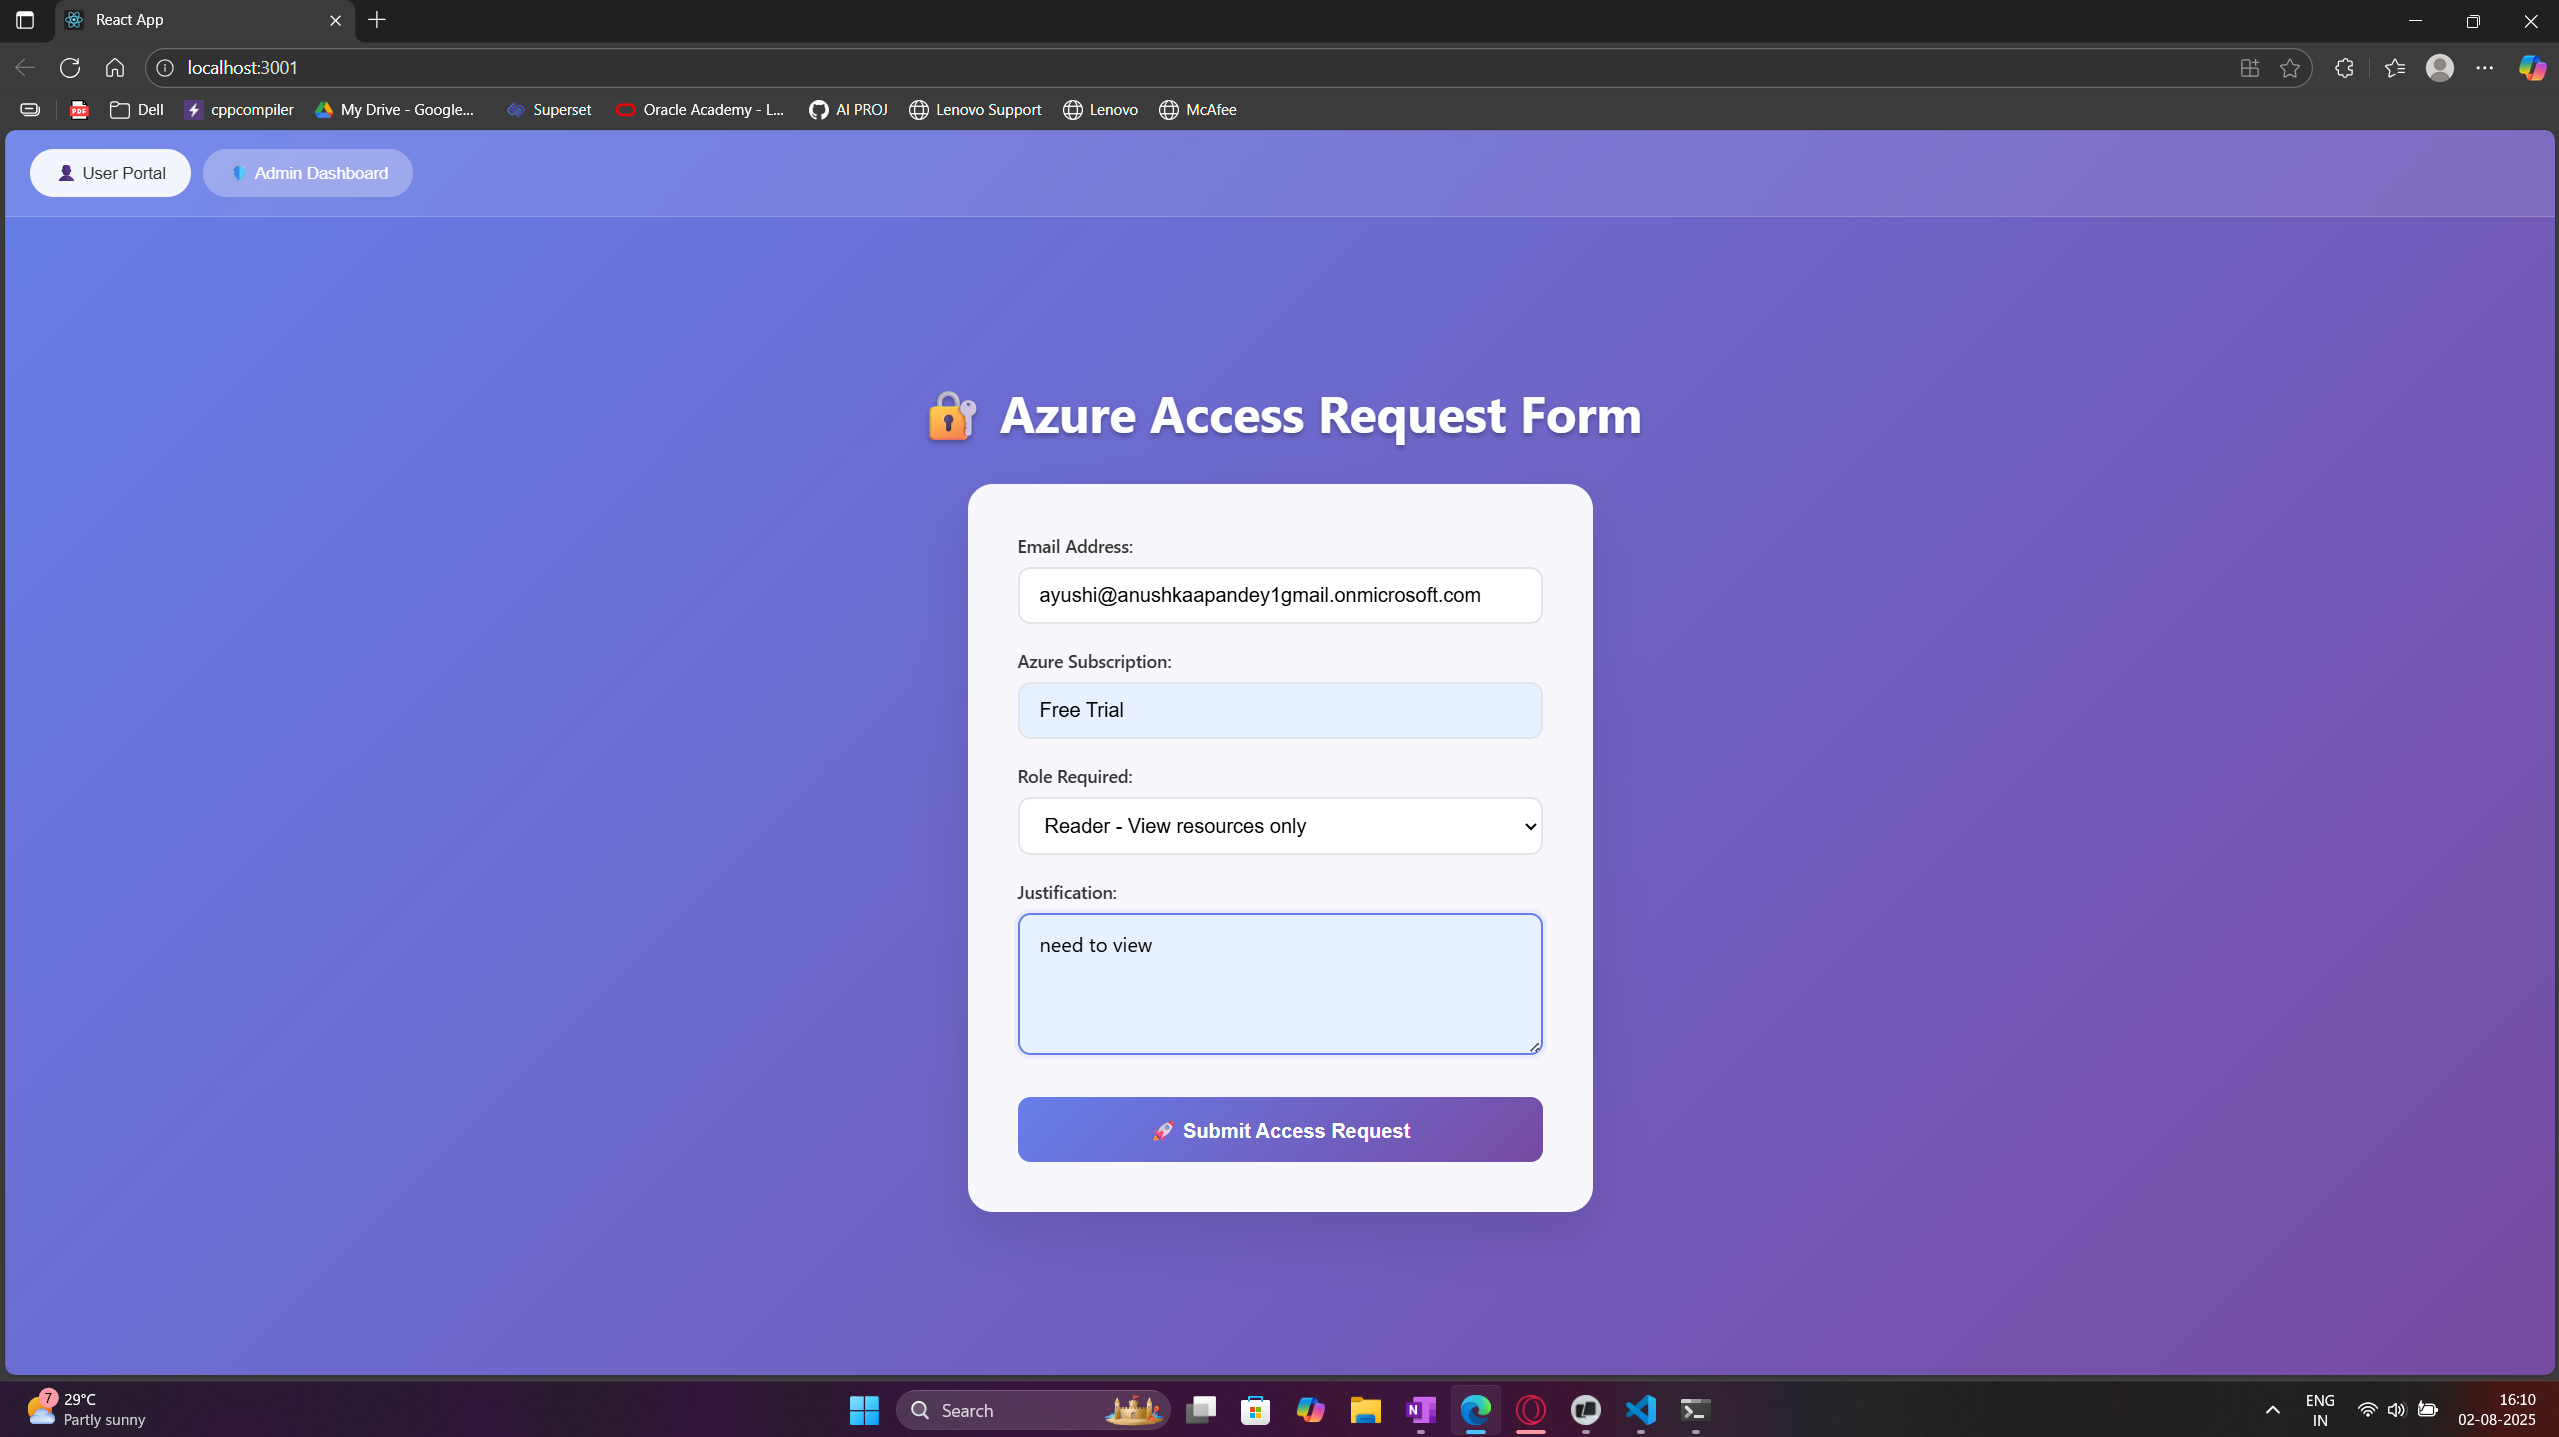 React App
localhost:3001
Dell
cppcompiler
My Drive - Google...
Superset
Oracle Academy - L...
AI PROJ
Lenovo Support
Lenovo
McAfee
User Portal
Admin Dashboard
Azure Access Request Form
Email Address:
ayushi@anushkaapandey1gmail.onmicrosoft.com
Azure Subscription:
Free Trial
Role Required:
Reader - View resources only
Justification:
need to view
Submit Access Request
7
29°C
Partly sunny
Search
ENG
IN
16:10
02-08-2025